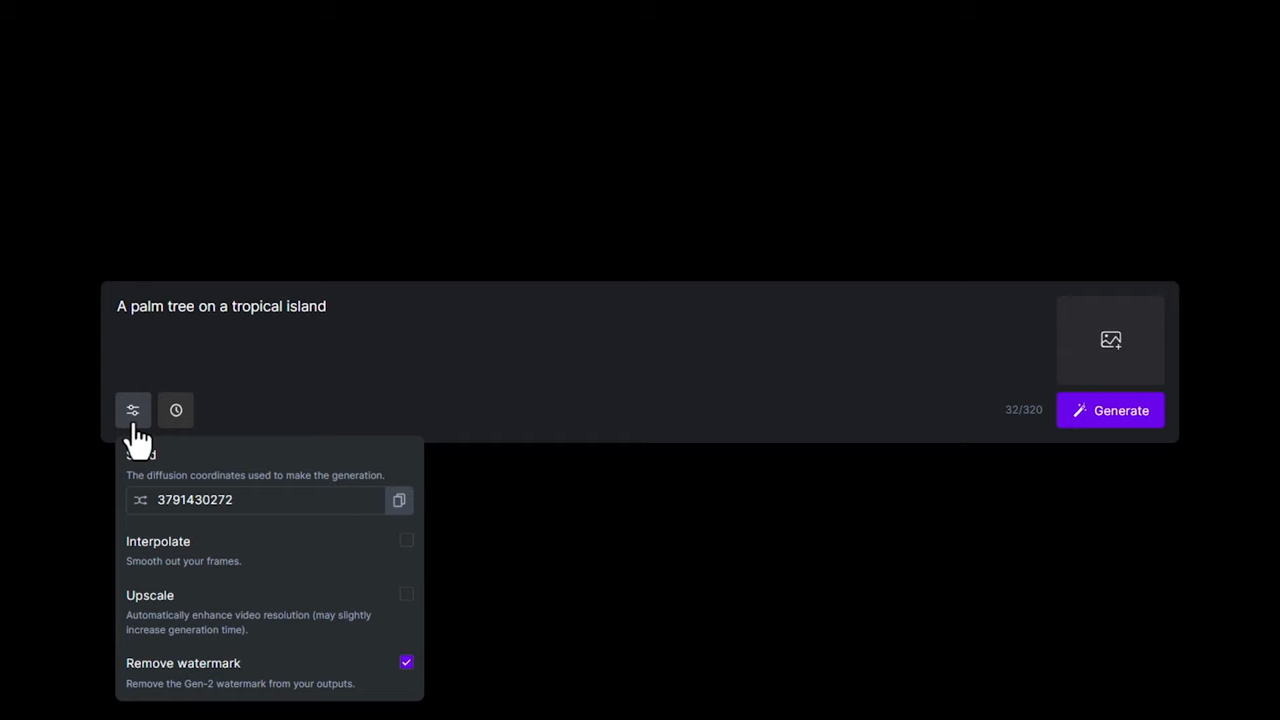 A palm tree on a tropical island
32/320
Generate
The diffusion coordinates used to make the generation.
3791430272
Interpolate
Smooth out your frames.
Upscale
Automatically enhance video resolution (may slightly
increase generation time).
Remove watermark
Remove the Gen-2 watermark from your outputs.